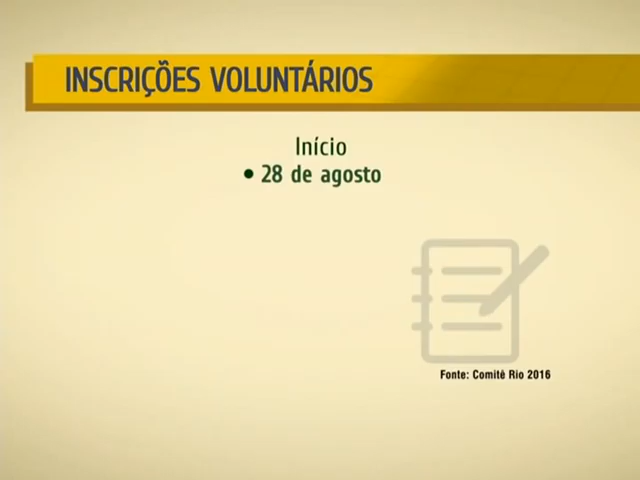 INSCRIÇÕES VOLUNTÁRIOS
Início
• 28 de agosto
Fonte: Comitê Rio 2016